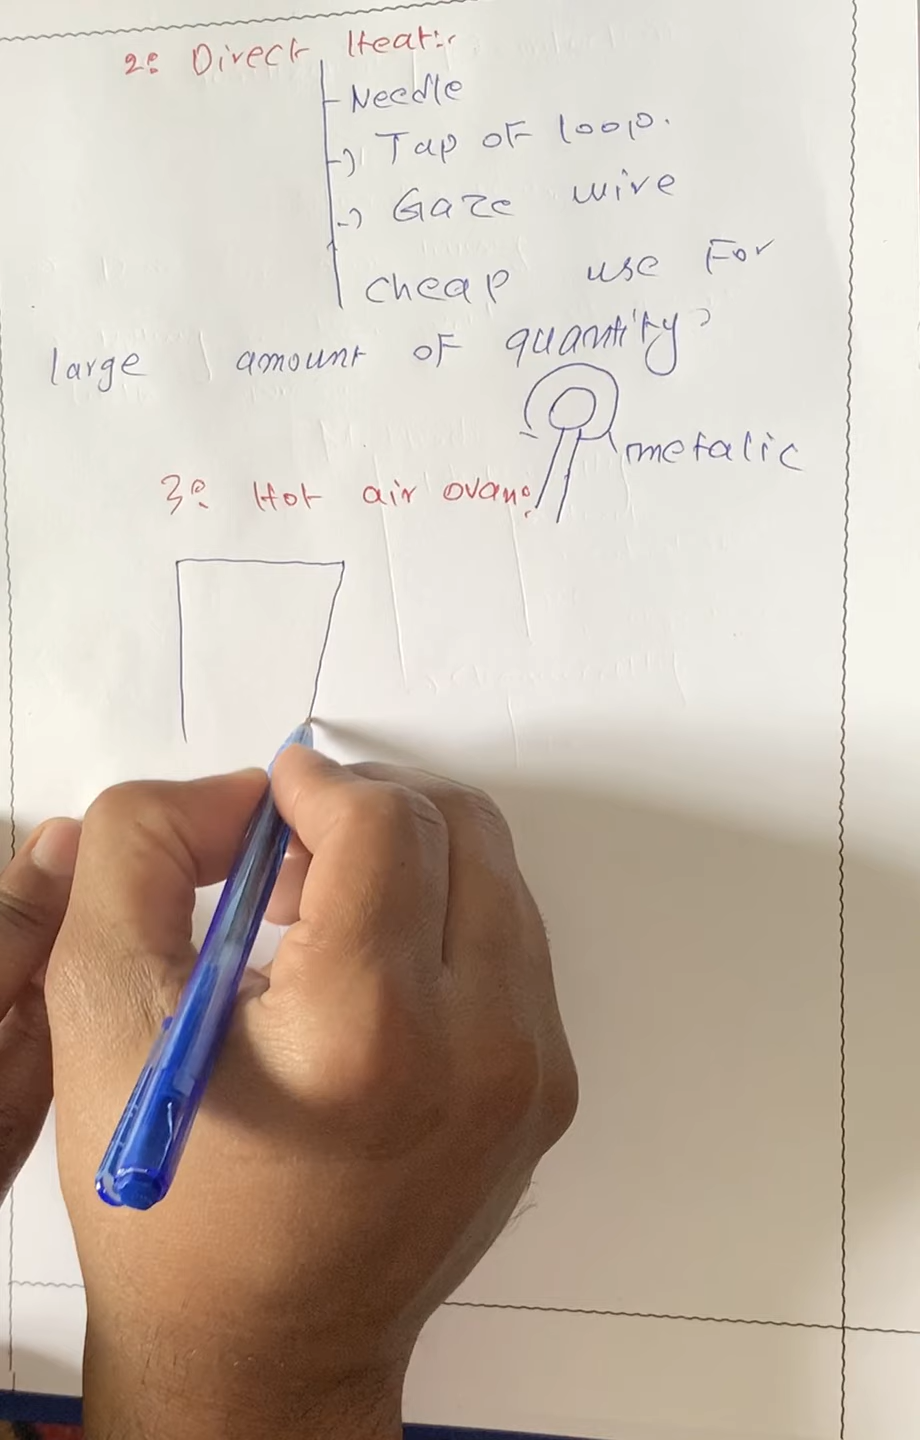 2: Direct Heat:
Needle
Tap of loop.
Gaze wire
cheap use For
large amount of quantity
metalic
3: Hot air ovan: